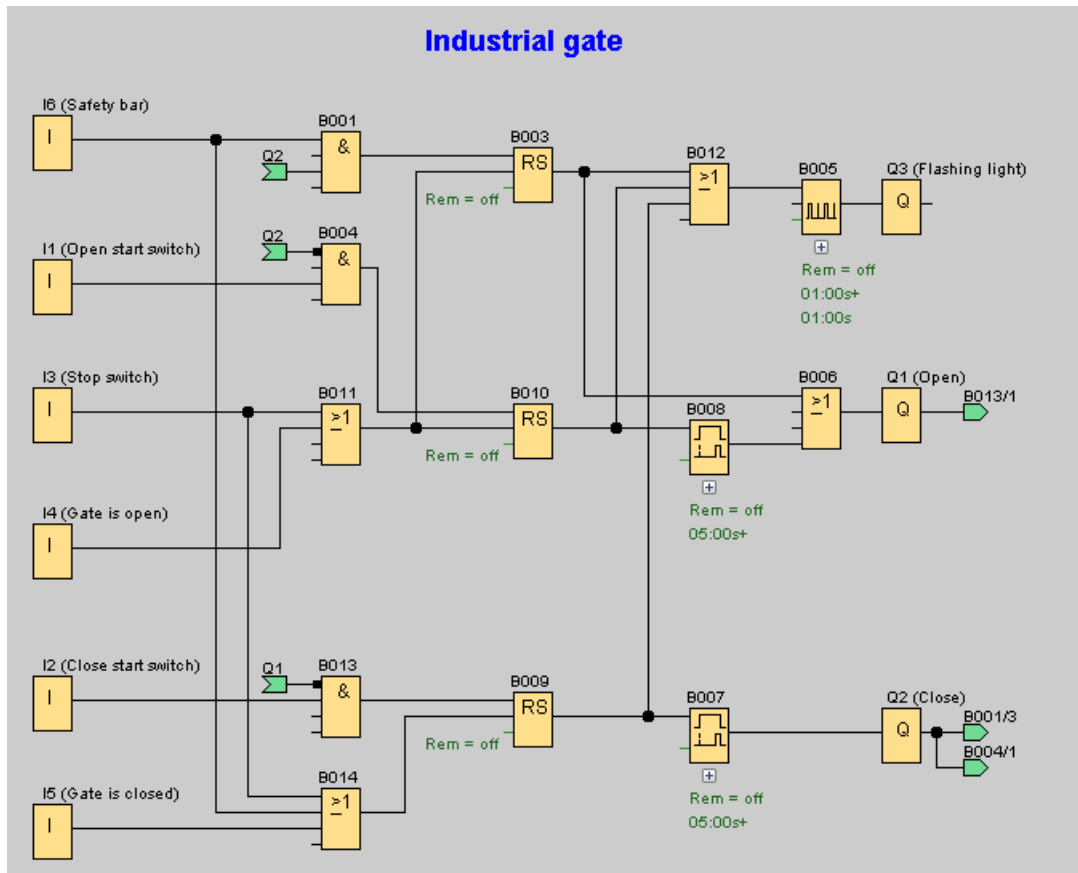 Industrial gate
I6 (Safety bar)
I
B001
&
Q2
B003
RS
Rem = off
B012
>1
B005
Rem = off
01:00s+
01:00s
Q3 (Flashing light)
Q
I1 (Open start switch)
I
Q2
B004
&
I3 (Stop switch)
I
B011
>1
B010
RS
Rem = off
B008
Rem = off
05:00s+
B006
>1
Q1 (Open)
Q
B013/1
I4 (Gate is open)
I
I2 (Close start switch)
I
Q1
B013
&
B009
RS
Rem = off
B007
Rem = off
05:00s+
Q2 (Close)
Q
B001/3
B004/1
I5 (Gate is closed)
I
B014
>1